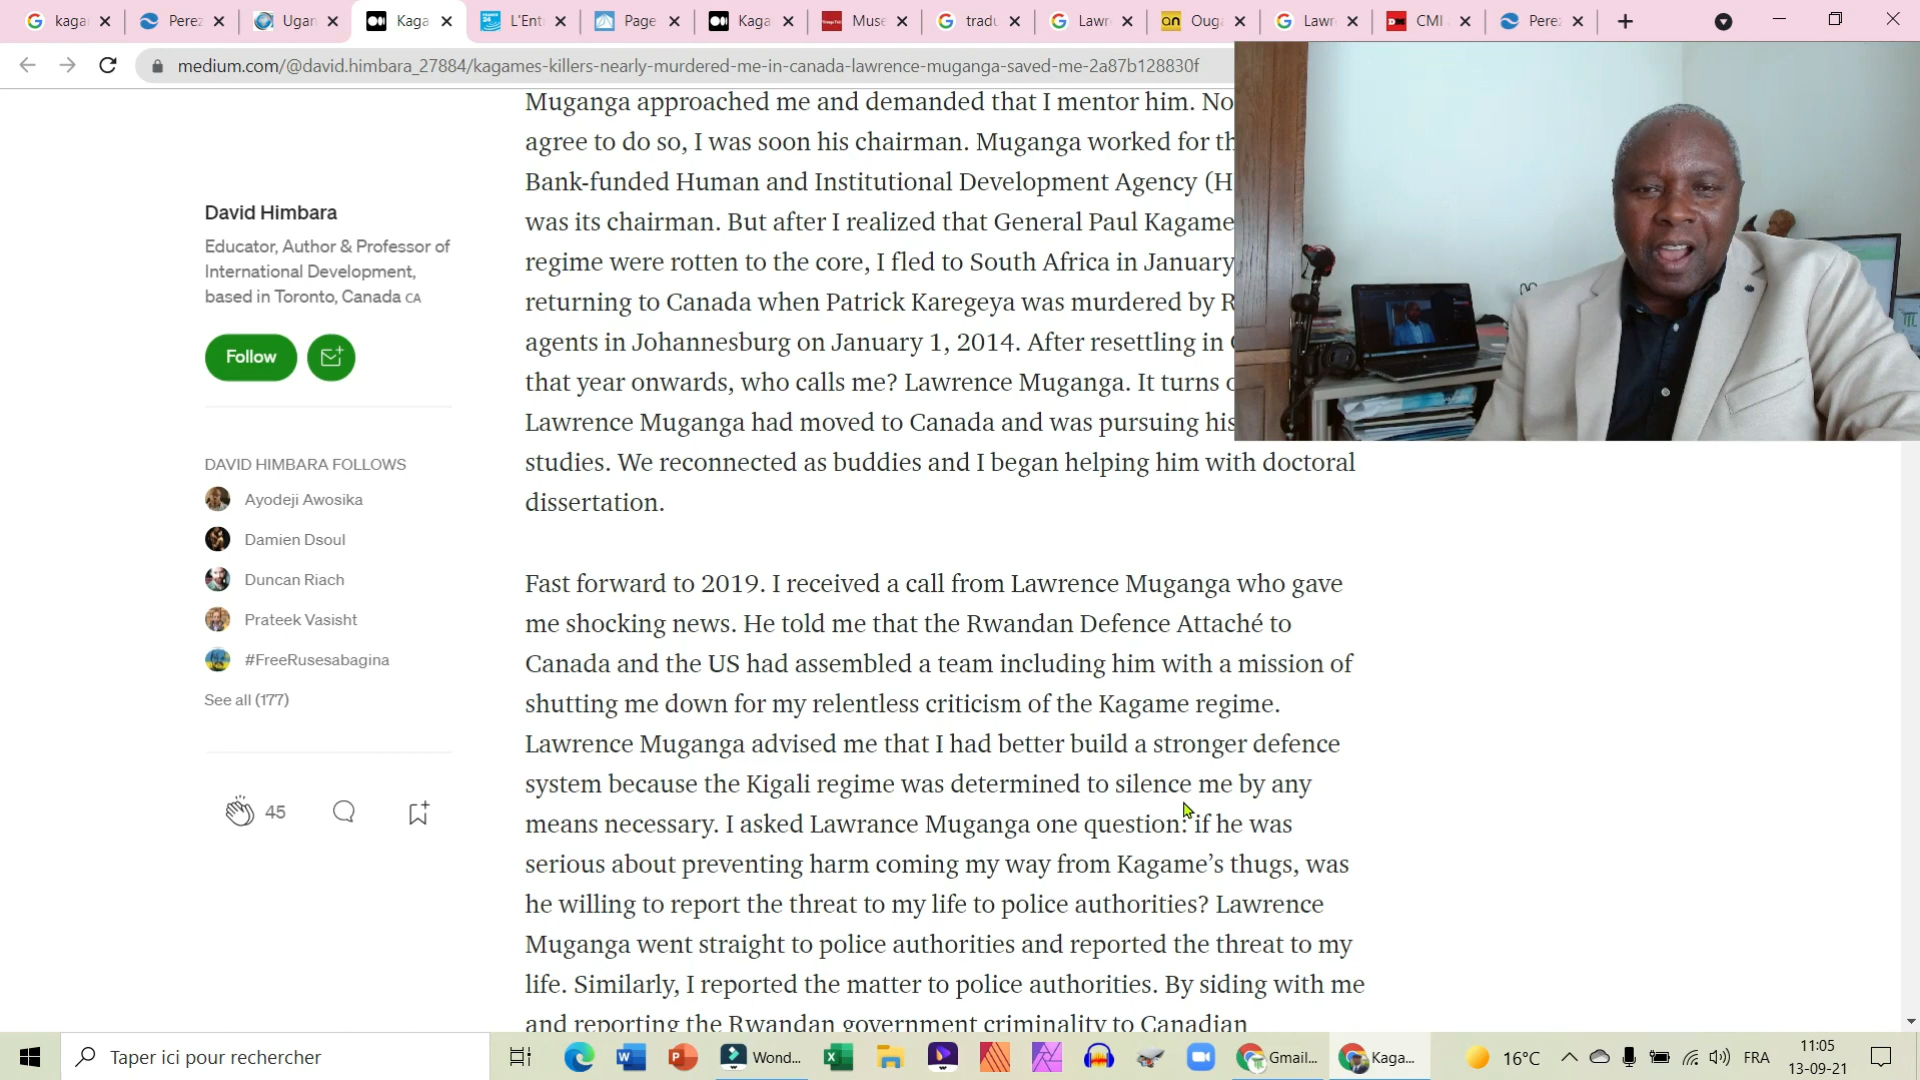 kaga
Perez
Ugan
Kaga
L'Ent
Page
Kaga
Muse
tradu
Lawr
Ouga
Lawr
CMI
Perez
medium.com/@david.himbara_27884/kagames-killers-nearly-murdered-me-in-canada-lawrence-muganga-saved-me-2a87b128830f
Muganga approached me and demanded that I mentor him. No
agree to do so, I was soon his chairman. Muganga worked for th
Bank-funded Human and Institutional Development Agency (H
was its chairman. But after I realized that General Paul Kagame
regime were rotten to the core, I fled to South Africa in January
returning to Canada when Patrick Karegeya was murdered by R
agents in Johannesburg on January 1, 2014. After resettling in
that year onwards, who calls me? Lawrence Muganga. It turns o
Lawrence Muganga had moved to Canada and was pursuing his
studies. We reconnected as buddies and I began helping him with doctoral
dissertation.
David Himbara
Educator, Author & Professor of
International Development,
based in Toronto, Canada CA
Follow
DAVID HIMBARA FOLLOWS
Ayodeji Awosika
Damien Dsoul
Duncan Riach
Prateek Vasisht
#FreeRusesabagina
See all (177)
45
Fast forward to 2019. I received a call from Lawrence Muganga who gave
me shocking news. He told me that the Rwandan Defence Attaché to
Canada and the US had assembled a team including him with a mission of
shutting me down for my relentless criticism of the Kagame regime.
Lawrence Muganga advised me that I had better build a stronger defence
system because the Kigali regime was determined to silence me by any
means necessary. I asked Lawrance Muganga one question: if he was
serious about preventing harm coming my way from Kagame’s thugs, was
he willing to report the threat to my life to police authorities? Lawrence
Muganga went straight to police authorities and reported the threat to my
life. Similarly, I reported the matter to police authorities. By siding with me
and reporting the Rwandan government criminality to Canadian
Taper ici pour rechercher
Wond...
Gmail...
Kaga...
16°C
FRA
11:05
13-09-21